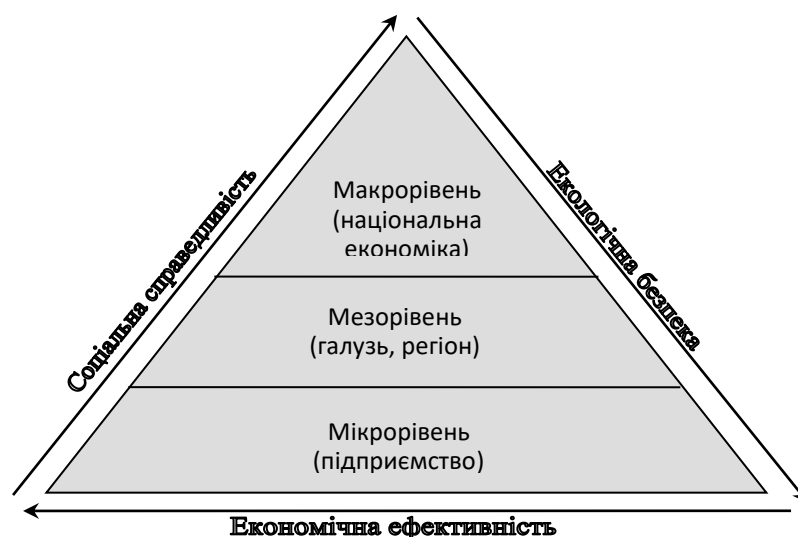 Соціальна справедливість
Екологічна безпека
Макрорівень
(національна
економіка)
Мезорівень
(галузь, регіон)
Мікрорівень
(підприємство)
Економічна ефективність